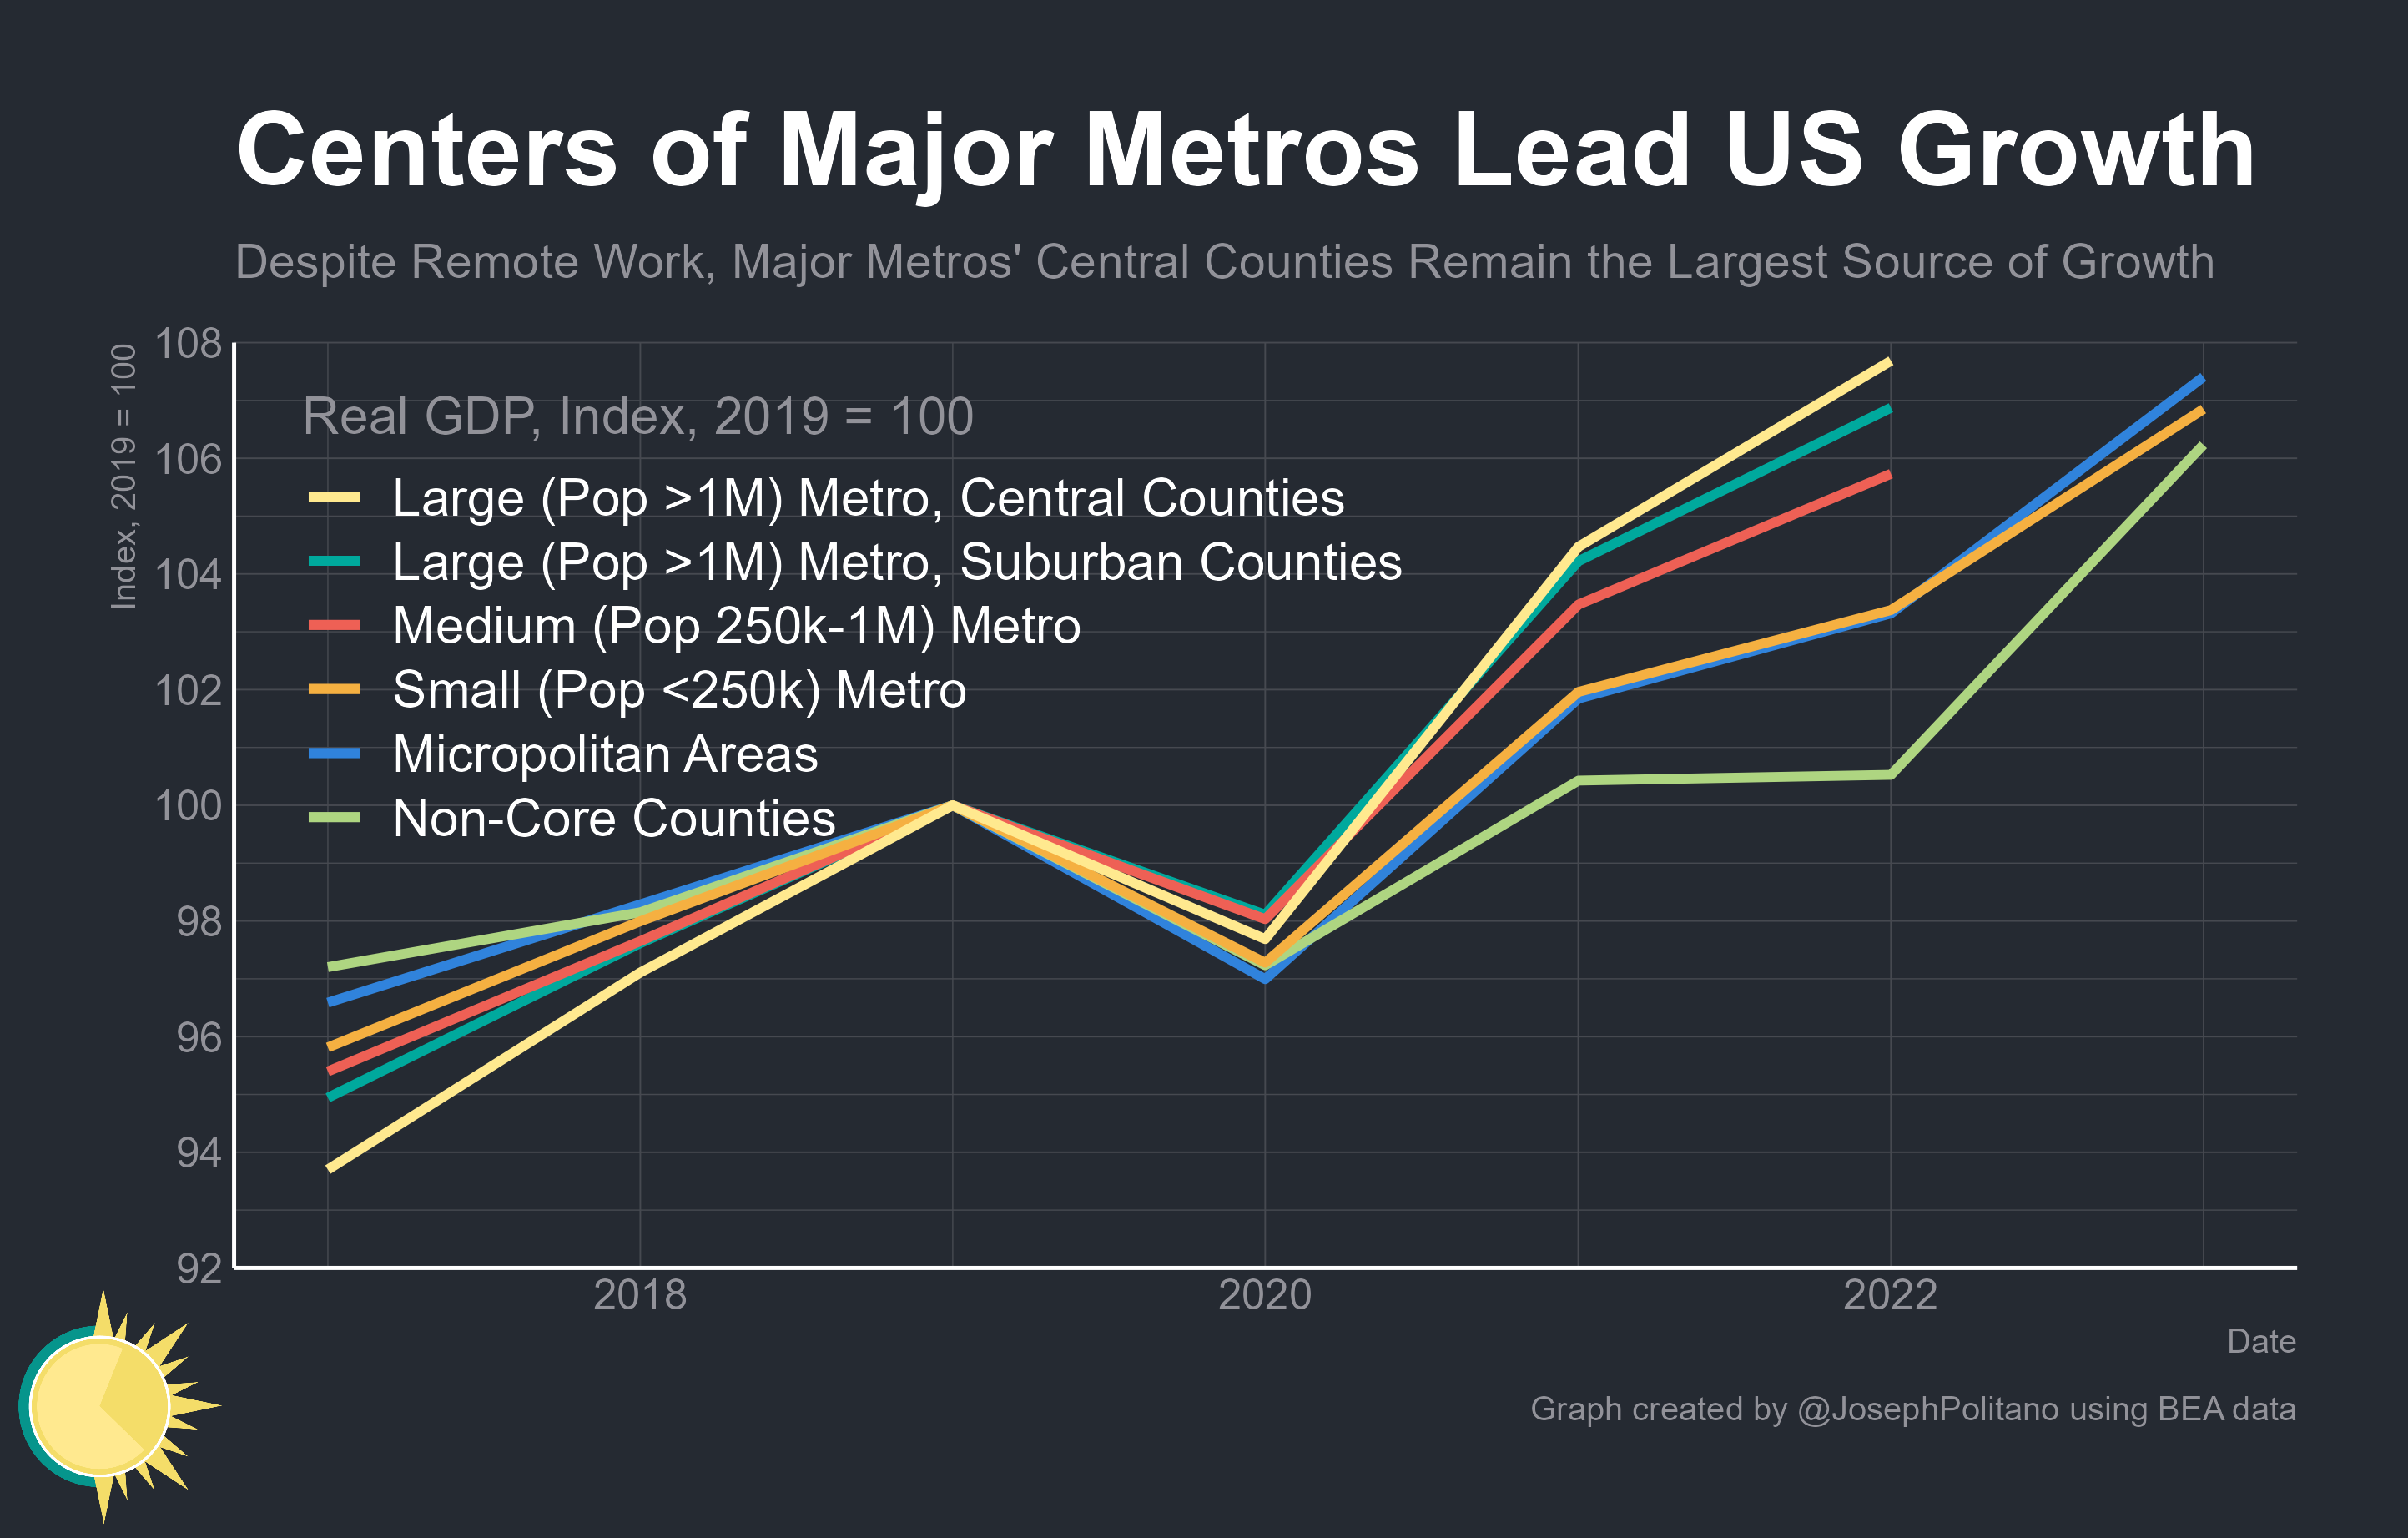 Centers of Major Metros Lead US Growth
Despite Remote Work, Major Metros' Central Counties Remain the Largest Source of Growth
Index, 2019 = 100
108
106
104
102
100
98
96
94
92
Real GDP, Index, 2019 = 100
Large (Pop >1M) Metro, Central Counties
Large (Pop >1M) Metro, Suburban Counties
Medium (Pop 250k-1M) Metro
Small (Pop <250k) Metro
Micropolitan Areas
Non-Core Counties
2018
2020
2022
Date
Graph created by @JosephPolitano using BEA data